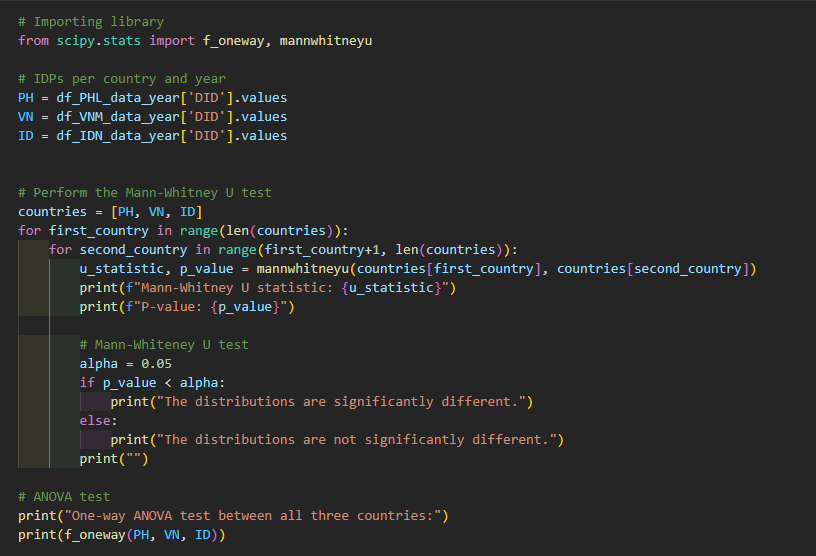 # Importing library
from scipy.stats import f_oneway, mannwhitneyu
# IDPs per country and year
PH = df_PHL_data_year['DID'].values
VN = df_VNM_data_year['DID'].values
ID = df_IDN_data_year['DID'].values
# Perform the Mann-Whitney U test
countries = [PH, VN, ID]
for first_country in range(len(countries)):
    for second_country in range(first_country+1, len(countries)):
        u_statistic, p_value = mannwhitneyu(countries[first_country], countries[second_country])
        print(f"Mann-Whitney U statistic: {u_statistic}")
        print(f"P-value: {p_value}")
        # Mann-Whiteney U test
        alpha = 0.05
        if p_value < alpha:
            print("The distributions are significantly different.")
        else:
            print("The distributions are not significantly different.")
        print("")
# ANOVA test
print("One-way ANOVA test between all three countries:")
print(f_oneway(PH, VN, ID))